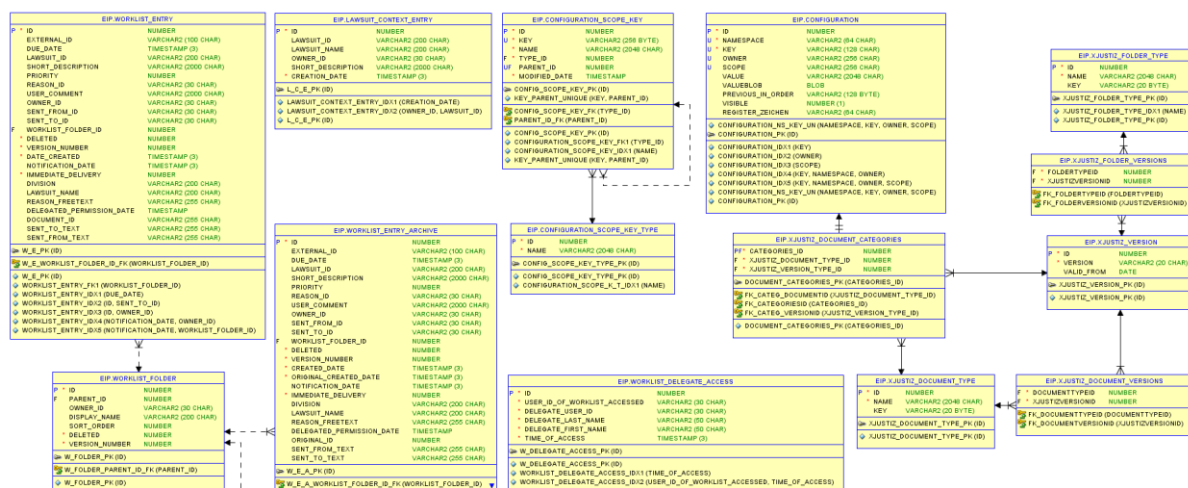 EIP.WORKLIST_ENTRY
P * ID NUMBER
EXTERNAL_ID VARCHAR2 (100 CHAR)
DUE_DATE TIMESTAMP (3)
LAWSUIT_ID VARCHAR2 (200 CHAR)
SHORT_DESCRIPTION VARCHAR2 (2000 CHAR)
PRIORITY NUMBER
REASON_ID VARCHAR2 (30 CHAR)
USER_COMMENT VARCHAR2 (2000 CHAR)
OWNER_ID VARCHAR2 (30 CHAR)
SENT_FROM_ID VARCHAR2 (30 CHAR)
SENT_TO_ID VARCHAR2 (30 CHAR)
F WORKLIST_FOLDER_ID NUMBER
* DELETED NUMBER
* VERSION_NUMBER NUMBER
* DATE_CREATED TIMESTAMP (3)
NOTIFICATION_DATE TIMESTAMP (3)
* IMMEDIATE_DELIVERY NUMBER
DIVISION VARCHAR2 (200 CHAR)
LAWSUIT_NAME VARCHAR2 (200 CHAR)
REASON_FREETEXT VARCHAR2 (255 CHAR)
DELEGATED_PERMISSION_DATE TIMESTAMP
DOCUMENT_ID VARCHAR2 (255 CHAR)
SENT_TO_TEXT VARCHAR2 (255 CHAR)
SENT_FROM_TEXT VARCHAR2 (255 CHAR)
W_E_PK (ID)
W_E_WORKLIST_FOLDER_ID_FK (WORKLIST_FOLDER_ID)
W_E_PK (ID)
WORKLIST_ENTRY_FK1 (WORKLIST_FOLDER_ID)
WORKLIST_ENTRY_IDX1 (DUE_DATE)
WORKLIST_ENTRY_IDX2 (ID, SENT_TO_ID)
WORKLIST_ENTRY_IDX3 (ID, OWNER_ID)
WORKLIST_ENTRY_IDX4 (NOTIFICATION_DATE, OWNER_ID)
WORKLIST_ENTRY_IDX5 (NOTIFICATION_DATE, WORKLIST_FOLDER_ID)
EIP.LAWSUIT_CONTEXT_ENTRY
P * ID NUMBER
LAWSUIT_ID VARCHAR2 (200 CHAR)
LAWSUIT_NAME VARCHAR2 (200 CHAR)
OWNER_ID VARCHAR2 (30 CHAR)
SHORT_DESCRIPTION VARCHAR2 (2000 CHAR)
* CREATION_DATE TIMESTAMP (3)
L_C_E_PK (ID)
LAWSUIT_CONTEXT_ENTRY_IDX1 (CREATION_DATE)
LAWSUIT_CONTEXT_ENTRY_IDX2 (OWNER_ID, LAWSUIT_ID)
L_C_E_PK (ID)
EIP.CONFIGURATION_SCOPE_KEY
P * ID NUMBER
U * KEY VARCHAR2 (256 BYTE)
* NAME VARCHAR2 (2048 CHAR)
F * TYPE_ID NUMBER
UF PARENT_ID NUMBER
* MODIFIED_DATE TIMESTAMP
CONFIG_SCOPE_KEY_PK (ID)
KEY_PARENT_UNIQUE (KEY, PARENT_ID)
CONFIG_SCOPE_KEY_FK (TYPE_ID)
PARENT_ID_FK (PARENT_ID)
CONFIG_SCOPE_KEY_PK (ID)
CONFIGURATION_SCOPE_KEY_FK1 (TYPE_ID)
CONFIGURATION_SCOPE_KEY_IDX1 (NAME)
KEY_PARENT_UNIQUE (KEY, PARENT_ID)
EIP.CONFIGURATION
P * ID NUMBER
U * NAMESPACE VARCHAR2 (64 CHAR)
U * KEY VARCHAR2 (128 CHAR)
U OWNER VARCHAR2 (256 CHAR)
U SCOPE VARCHAR2 (255 CHAR)
VALUE VARCHAR2 (2048 CHAR)
VALUEBLOB BLOB
PREVIOUS_IN_ORDER VARCHAR2 (128 BYTE)
VISIBLE NUMBER (1)
REGISTER_ZEICHEN VARCHAR2 (64 CHAR)
CONFIGURATION_NS_KEY_UN (NAMESPACE, KEY, OWNER, SCOPE)
CONFIGURATION_PK (ID)
CONFIGURATION_IDX1 (KEY)
CONFIGURATION_IDX2 (OWNER)
CONFIGURATION_IDX3 (SCOPE)
CONFIGURATION_IDX4 (KEY, NAMESPACE, OWNER)
CONFIGURATION_IDX5 (KEY, NAMESPACE, OWNER, SCOPE)
CONFIGURATION_NS_KEY_UN (NAMESPACE, KEY, OWNER, SCOPE)
CONFIGURATION_PK (ID)
EIP.XJUSTIZ_FOLDER_TYPE
P * ID NUMBER
* NAME VARCHAR2 (2048 CHAR)
KEY VARCHAR2 (20 BYTE)
XJUSTIZ_FOLDER_TYPE_PK (ID)
XJUSTIZ_FOLDER_TYPE_IDX1 (NAME)
XJUSTIZ_FOLDER_TYPE_PK (ID)
EIP.XJUSTIZ_FOLDER_VERSIONS
F * FOLDERTYPEID NUMBER
F * XJUSTIZVERSIONID NUMBER
FK_FOLDERTYPEID (FOLDERTYPEID)
FK_FOLDERVERSIONID (XJUSTIZVERSIONID)
EIP.XJUSTIZ_VERSION
P * ID NUMBER
* VERSION VARCHAR2 (20 CHAR)
VALID_FROM DATE
XJUSTIZ_VERSION_PK (ID)
XJUSTIZ_VERSION_PK (ID)
EIP.WORKLIST_ENTRY_ARCHIVE
P * ID NUMBER
EXTERNAL_ID VARCHAR2 (100 CHAR)
DUE_DATE TIMESTAMP (3)
LAWSUIT_ID VARCHAR2 (200 CHAR)
SHORT_DESCRIPTION VARCHAR2 (2000 CHAR)
PRIORITY NUMBER
REASON_ID VARCHAR2 (30 CHAR)
USER_COMMENT VARCHAR2 (2000 CHAR)
OWNER_ID VARCHAR2 (30 CHAR)
SENT_FROM_ID VARCHAR2 (30 CHAR)
SENT_TO_ID VARCHAR2 (30 CHAR)
F WORKLIST_FOLDER_ID NUMBER
* DELETED NUMBER
* VERSION_NUMBER NUMBER
* CREATED_DATE TIMESTAMP (3)
* ORIGINAL_CREATED_DATE TIMESTAMP (3)
NOTIFICATION_DATE TIMESTAMP (3)
* IMMEDIATE_DELIVERY NUMBER
DIVISION VARCHAR2 (200 CHAR)
LAWSUIT_NAME VARCHAR2 (200 CHAR)
REASON_FREETEXT VARCHAR2 (255 CHAR)
DELEGATED_PERMISSION_DATE TIMESTAMP
ORIGINAL_ID NUMBER
SENT_FROM_TEXT VARCHAR2 (255 CHAR)
SENT_TO_TEXT VARCHAR2 (255 CHAR)
W_E_A_PK (ID)
W_E_A_WORKLIST_FOLDER_ID_FK (WORKLIST_FOLDER_ID)
EIP.CONFIGURATION_SCOPE_KEY_TYPE
P * ID NUMBER
* NAME VARCHAR2 (2048 CHAR)
CONFIG_SCOPE_KEY_TYPE_PK (ID)
CONFIG_SCOPE_KEY_TYPE_PK (ID)
CONFIGURATION_SCOPE_K_T_IDX1 (NAME)
EIP.XJUSTIZ_DOCUMENT_CATEGORIES
PF* CATEGORIES_ID NUMBER
F * XJUSTIZ_DOCUMENT_TYPE_ID NUMBER
F * XJUSTIZ_VERSION_TYPE_ID NUMBER
DOCUMENT_CATEGORIES_PK (CATEGORIES_ID)
FK_CATEG_DOCUMENTID (XJUSTIZ_DOCUMENT_TYPE_ID)
FK_CATEGORIESID (CATEGORIES_ID)
FK_CATEG_VERSIONID (XJUSTIZ_VERSION_TYPE_ID)
DOCUMENT_CATEGORIES_PK (CATEGORIES_ID)
EIP.WORKLIST_FOLDER
P * ID NUMBER
F PARENT_ID NUMBER
OWNER_ID VARCHAR2 (30 CHAR)
DISPLAY_NAME VARCHAR2 (200 CHAR)
SORT_ORDER NUMBER
* DELETED NUMBER
* VERSION_NUMBER NUMBER
W_FOLDER_PK (ID)
W_FOLDER_PARENT_ID_FK (PARENT_ID)
W_FOLDER_PK (ID)
EIP.WORKLIST_DELEGATE_ACCESS
P * ID NUMBER
* USER_ID_OF_WORKLIST_ACCESSED VARCHAR2 (30 CHAR)
* DELEGATE_USER_ID VARCHAR2 (30 CHAR)
* DELEGATE_LAST_NAME VARCHAR2 (50 CHAR)
* DELEGATE_FIRST_NAME VARCHAR2 (50 CHAR)
* TIME_OF_ACCESS TIMESTAMP (3)
W_DELEGATE_ACCESS_PK (ID)
W_DELEGATE_ACCESS_PK (ID)
WORKLIST_DELEGATE_ACCESS_IDX1 (TIME_OF_ACCESS)
WORKLIST_DELEGATE_ACCESS_IDX2 (USER_ID_OF_WORKLIST_ACCESSED, TIME_OF_ACCESS)
EIP.XJUSTIZ_DOCUMENT_TYPE
P * ID NUMBER
* NAME VARCHAR2 (2048 CHAR)
KEY VARCHAR2 (20 BYTE)
XJUSTIZ_DOCUMENT_TYPE_PK (ID)
XJUSTIZ_DOCUMENT_TYPE_PK (ID)
EIP.XJUSTIZ_DOCUMENT_VERSIONS
F * DOCUMENTTYPEID NUMBER
F * XJUSTIZVERSIONID NUMBER
FK_DOCUMENTTYPEID (DOCUMENTTYPEID)
FK_DOCUMENTVERSIONID (XJUSTIZVERSIONID)